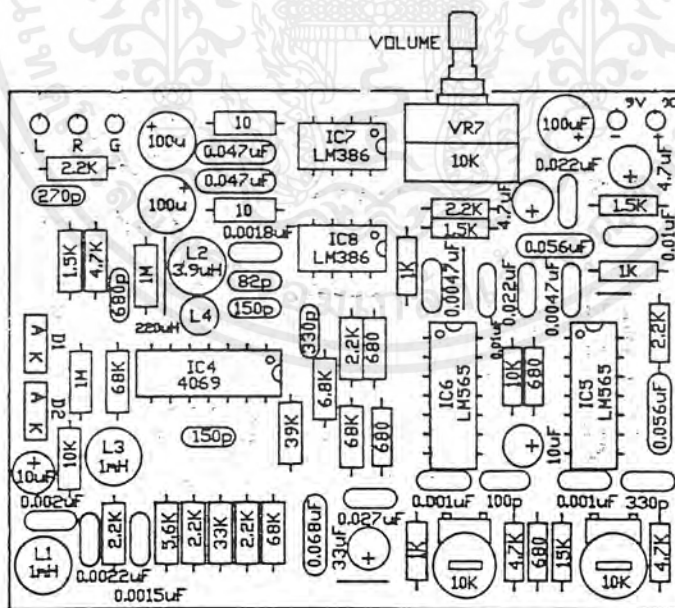 VOLUME
L R G
10
100u
0.047uF
0.047uF
100u
10
2.2K
270p
IC7
LM386
VR7
10K
100uF
9V
- +
0.022uF
4.7uF
4.7uF
2.2K
1.5K
1.5K
0.01uF
0.0018uF
L2
3.9uH
82p
150p
L4
220uH
IC8
LM386
1K
0.056uF
1K
1.5K
4.7K
680p
1M
0.0047uF
0.01uF
0.022uF
0.0047uF
2.2K
A K
D1
A K
D2
1M
68K
IC4
4069
330p
2.2K
680
6.8K
IC6
LM565
10K
680
IC5
LM565
0.056uF
10uF
10K
L3
1mH
150p
39K
68K
680
10uF
0.002uF
0.001uF
100p
0.001uF
330p
L1
1mH
0.0022uF
2.2K
0.0015uF
5.6K
2.2K
33K
2.2K
68K
0.068uF
0.027uF
33uF
1K
10K
4.7K
680
15K
10K
4.7K